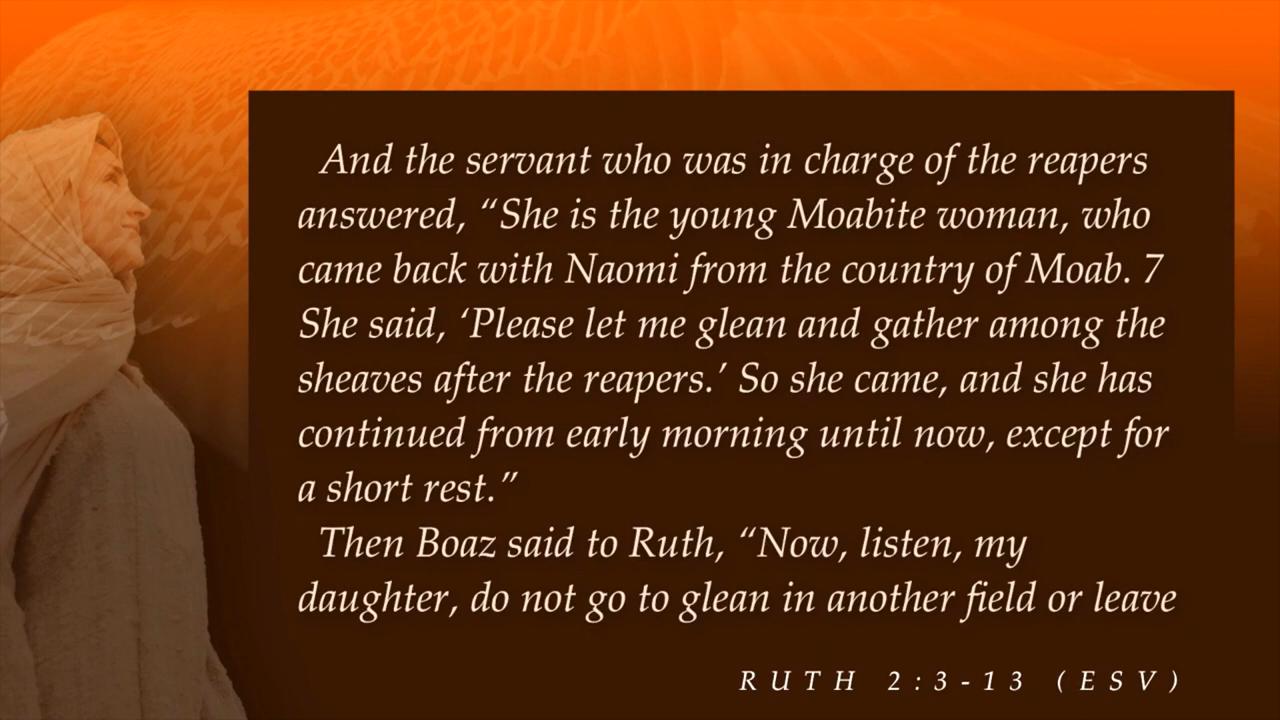 And the servant who was in charge of the reapers
answered, “She is the young Moabite woman, who
came back with Naomi from the country of Moab. 7
She said, ‘Please let me glean and gather among the
sheaves after the reapers.’ So she came, and she has
continued from early morning until now, except for
a short rest.”
Then Boaz said to Ruth, “Now, listen, my
daughter, do not go to glean in another field or leave
RUTH 2:3-13 (ESV)